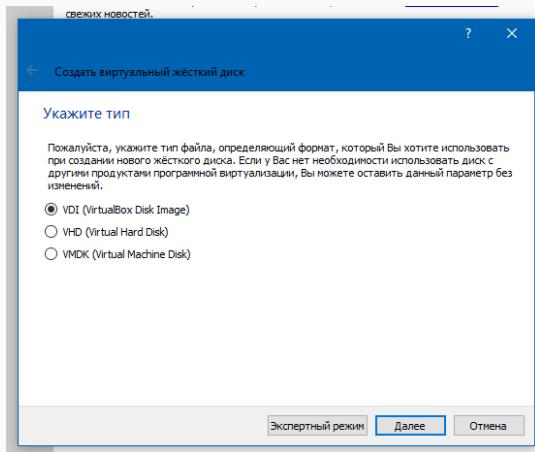 свежих новостей.
?
Создать виртуальный жёсткий диск
Укажите тип
Пожалуйста, укажите тип файла, определяющий формат, который Вы хотите использовать
при создании нового жёсткого диска. Если у Вас нет необходимости использовать диск с
другими продуктами программной виртуализации, Вы можете оставить данный параметр без
изменений.
VDI (VirtualBox Disk Image)
VHD (Virtual Hard Disk)
VMDK (Virtual Machine Disk)
Экспертный режим Далее Отмена